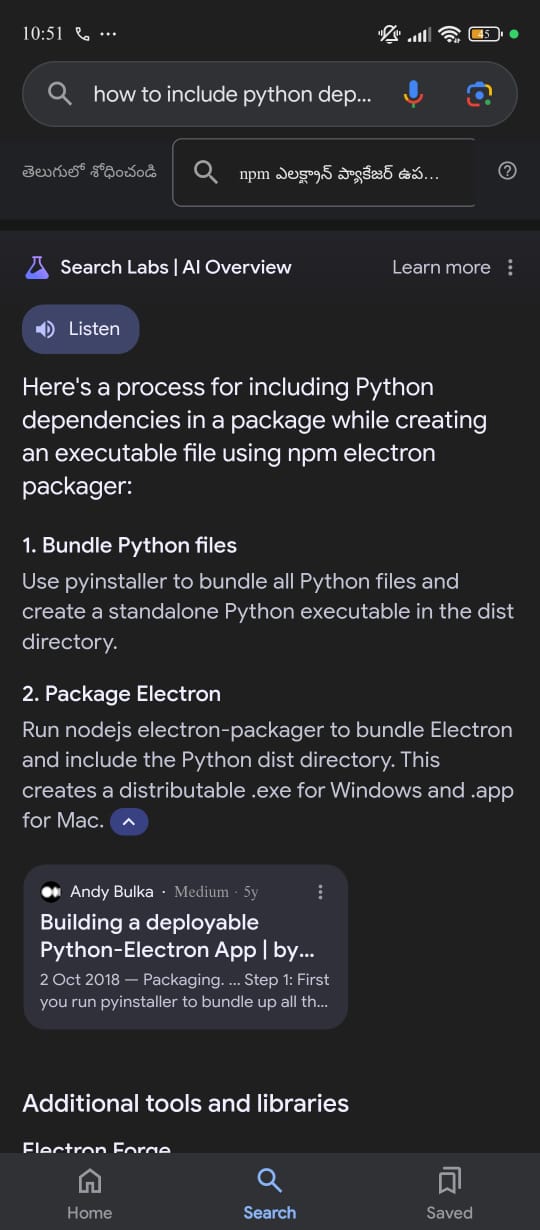 10:51
45
how to include python dep...
తెలుగులో శోధించండి
npm ఎలక్ట్రాన్ ప్యాకేజర్ ఉప...
Search Labs | AI Overview
Learn more
Listen
Here's a process for including Python
dependencies in a package while creating
an executable file using npm electron
packager:
1. Bundle Python files
Use pyinstaller to bundle all Python files and
create a standalone Python executable in the dist
directory.
2. Package Electron
Run nodejs electron-packager to bundle Electron
and include the Python dist directory. This
creates a distributable .exe for Windows and .app
for Mac.
Andy Bulka · Medium · 5y
Building a deployable
Python-Electron App | by...
2 Oct 2018 — Packaging. ... Step 1: First
you run pyinstaller to bundle up all th...
Additional tools and libraries
Electron Forge
Home
Search
Saved